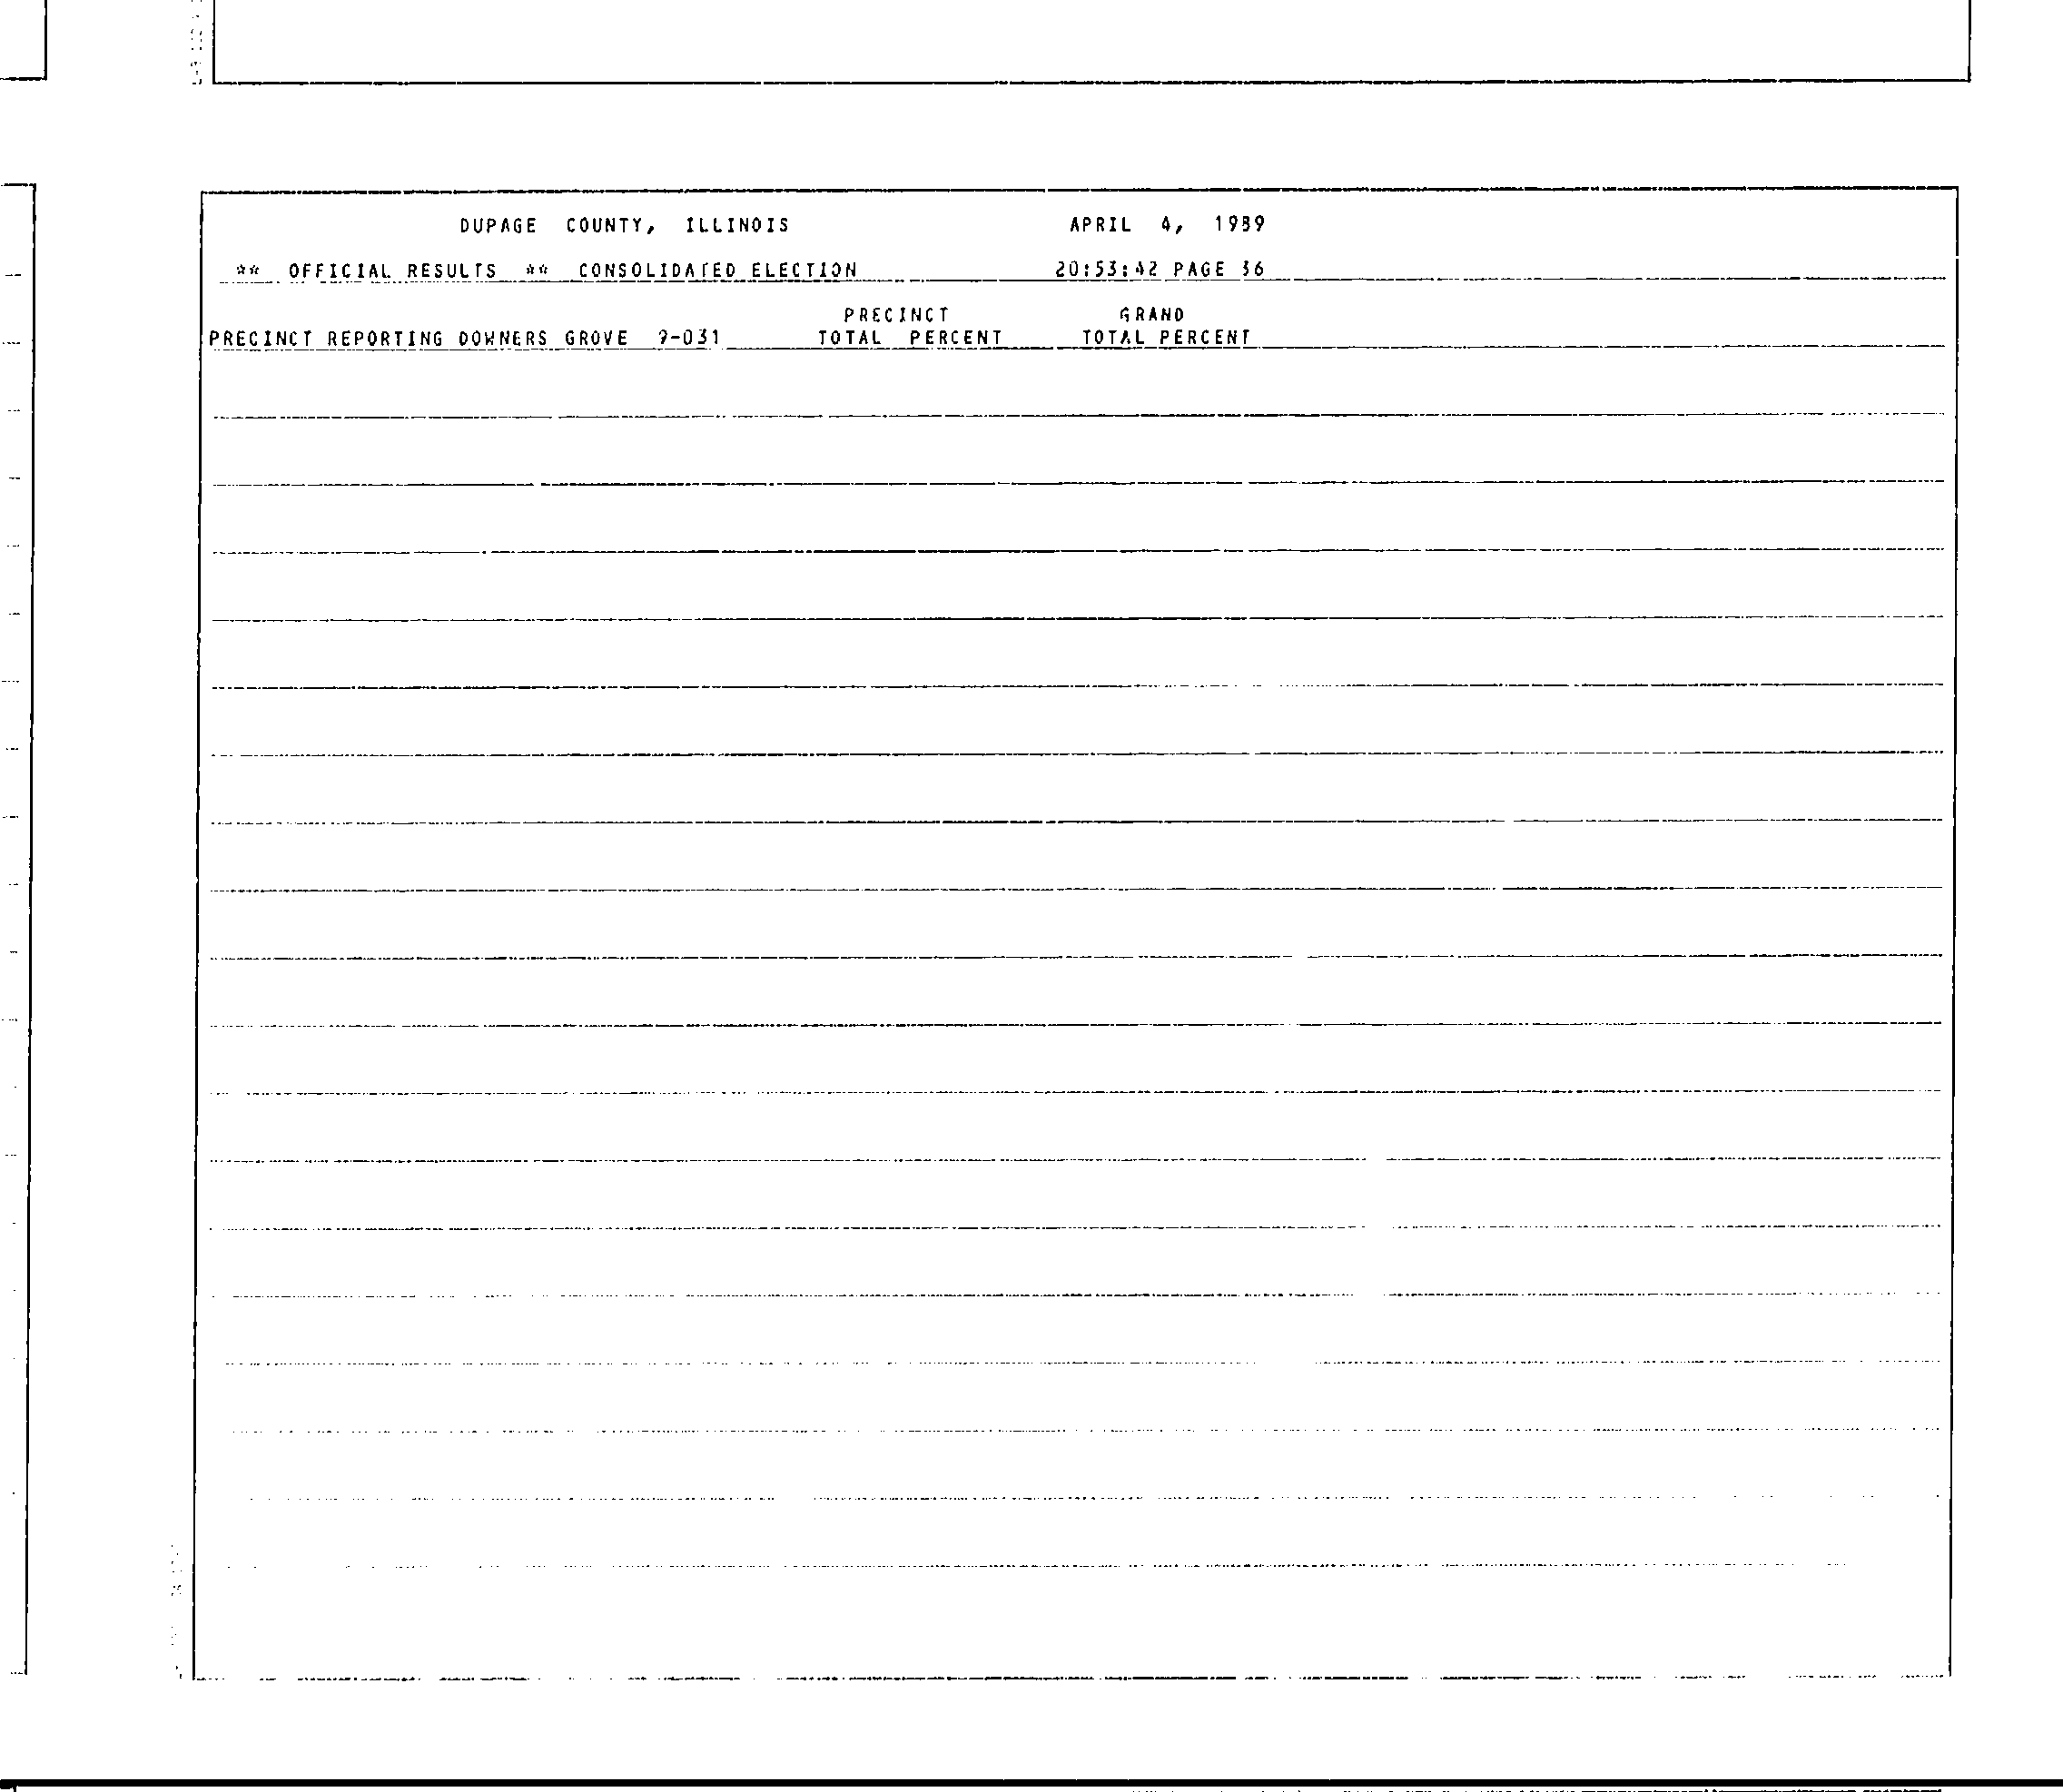 DUPAGE COUNTY, ILLINOIS APRIL 4, 1989
** OFFICIAL RESULTS ** CONSOLIDATED ELECTION 20:53:42 PAGE 36
PRECINCT GRAND
PRECINCT REPORTING DOWNERS GROVE 9-031 TOTAL PERCENT TOTAL PERCENT